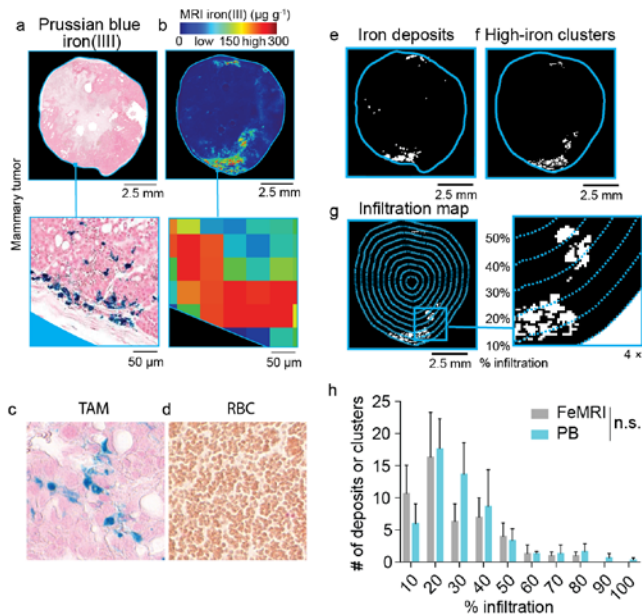 a Prussian blue iron(IIII)
b MRI iron(III) (µg g⁻¹)
0 low 150 high 300
2.5 mm
2.5 mm
Mammary tumor
50 µm
50 µm
c TAM
d RBC
e Iron deposits
f High-iron clusters
2.5 mm
2.5 mm
g Infiltration map
50%
40%
30%
20%
10%
2.5 mm
% infiltration
4 ×
h
# of deposits or clusters
25
20
15
10
5
0
FeMRI
PB
n.s.
10 20 30 40 50 60 70 80 90 100
% infiltration